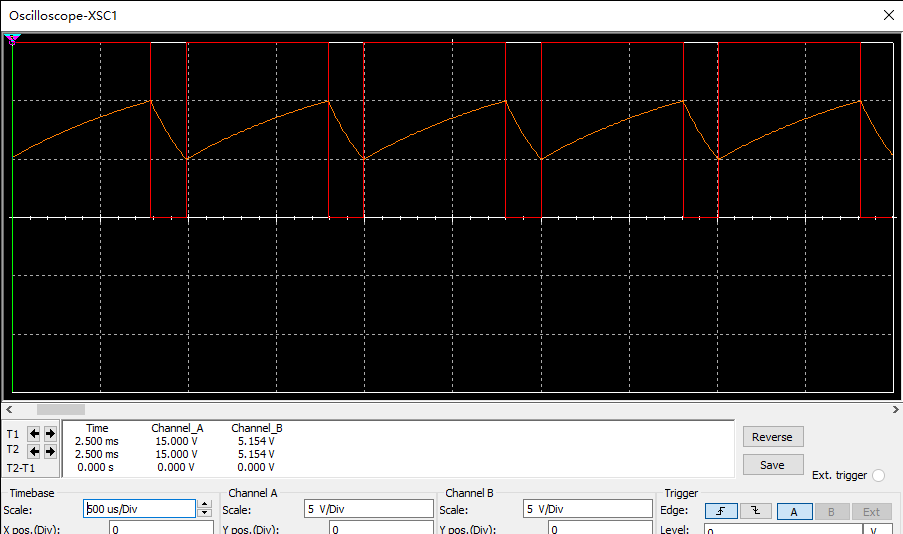 Oscilloscope-XSC1
Time Channel_A Channel_B
T1 2.500 ms 15.000 V 5.154 V
T2 2.500 ms 15.000 V 5.154 V
T2-T1 0.000 s 0.000 V 0.000 V
Reverse
Save
Ext. trigger
Timebase Channel A Channel B Trigger
Scale: 500 us/Div Scale: 5 V/Div Scale: 5 V/Div Edge: A B Ext
X pos.(Div): 0 Y pos.(Div): 0 Y pos.(Div): 0 Level: 0 V